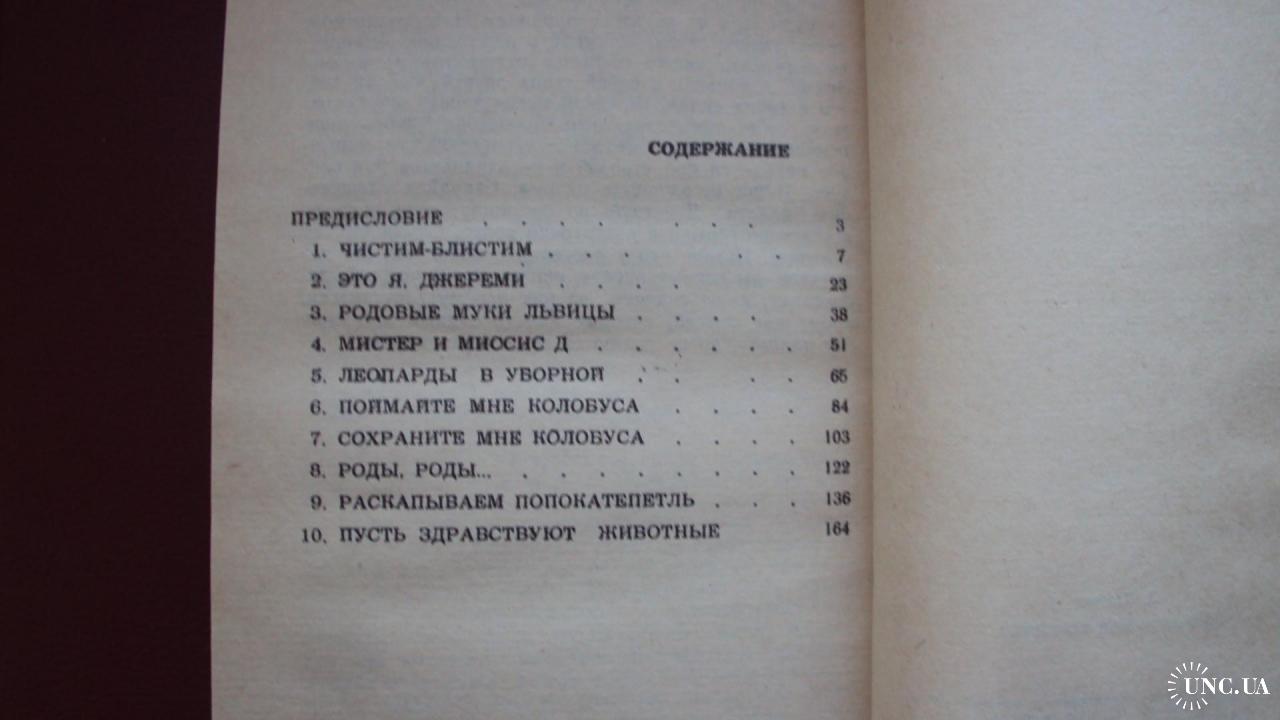 СОДЕРЖАНИЕ
ПРЕДИСЛОВИЕ . . . . . . . 3
1. ЧИСТИМ-БЛИСТИМ . . . . . . 7
2. ЭТО Я, ДЖЕРЕМИ . . . . 23
3. РОДОВЫЕ МУКИ ЛЬВИЦЫ . . . . 38
4. МИСТЕР И МИССИС Д . . . . . . 51
5. ЛЕОПАРДЫ В УБОРНОЙ . . . . 65
6. ПОЙМАЙТЕ МНЕ КОЛОБУСА . . . . 84
7. СОХРАНИТЕ МНЕ КОЛОБУСА . . . . 103
8. РОДЫ, РОДЫ... . . . . . . . . 122
9. РАСКАПЫВАЕМ ПОПОКАТЕПЕТЛЬ . . . 136
10. ПУСТЬ ЗДРАВСТВУЮТ ЖИВОТНЫЕ 164
UNC.UA